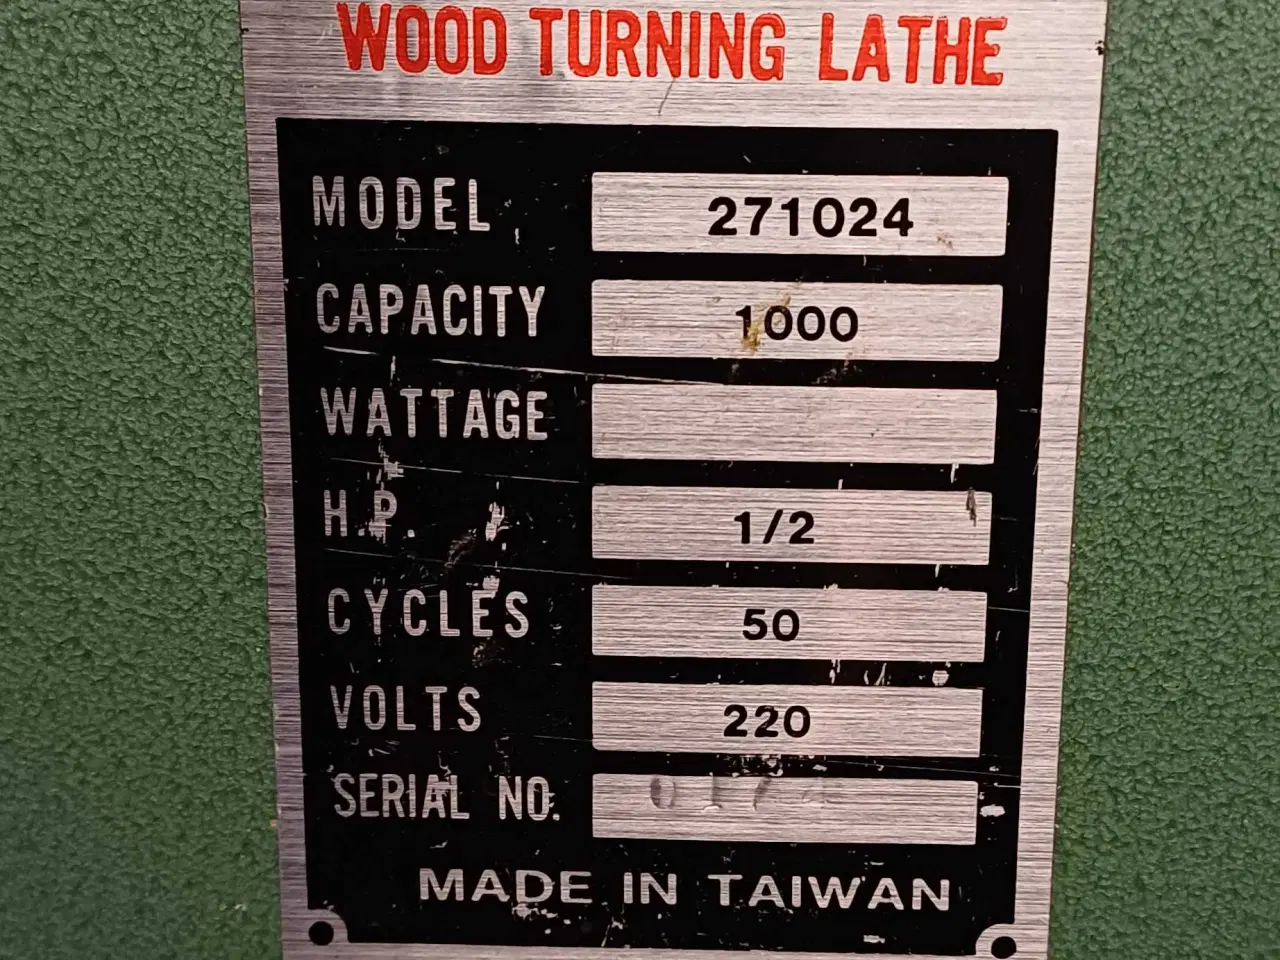 WOOD TURNING LATHE
MODEL 271024
CAPACITY 1000
WATTAGE
H.P. 1/2
CYCLES 50
VOLTS 220
SERIAL NO.
MADE IN TAIWAN